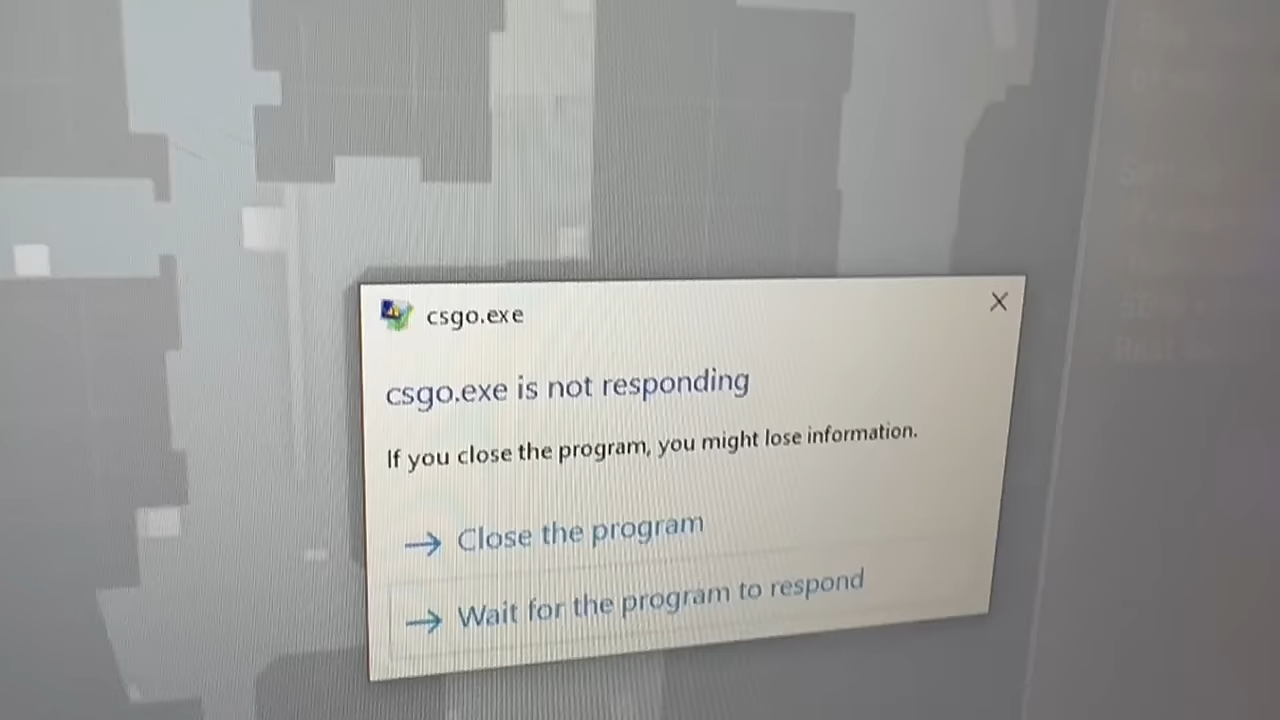 csgo.exe
csgo.exe is not responding
If you close the program, you might lose information.
Close the program
Wait for the program to respond